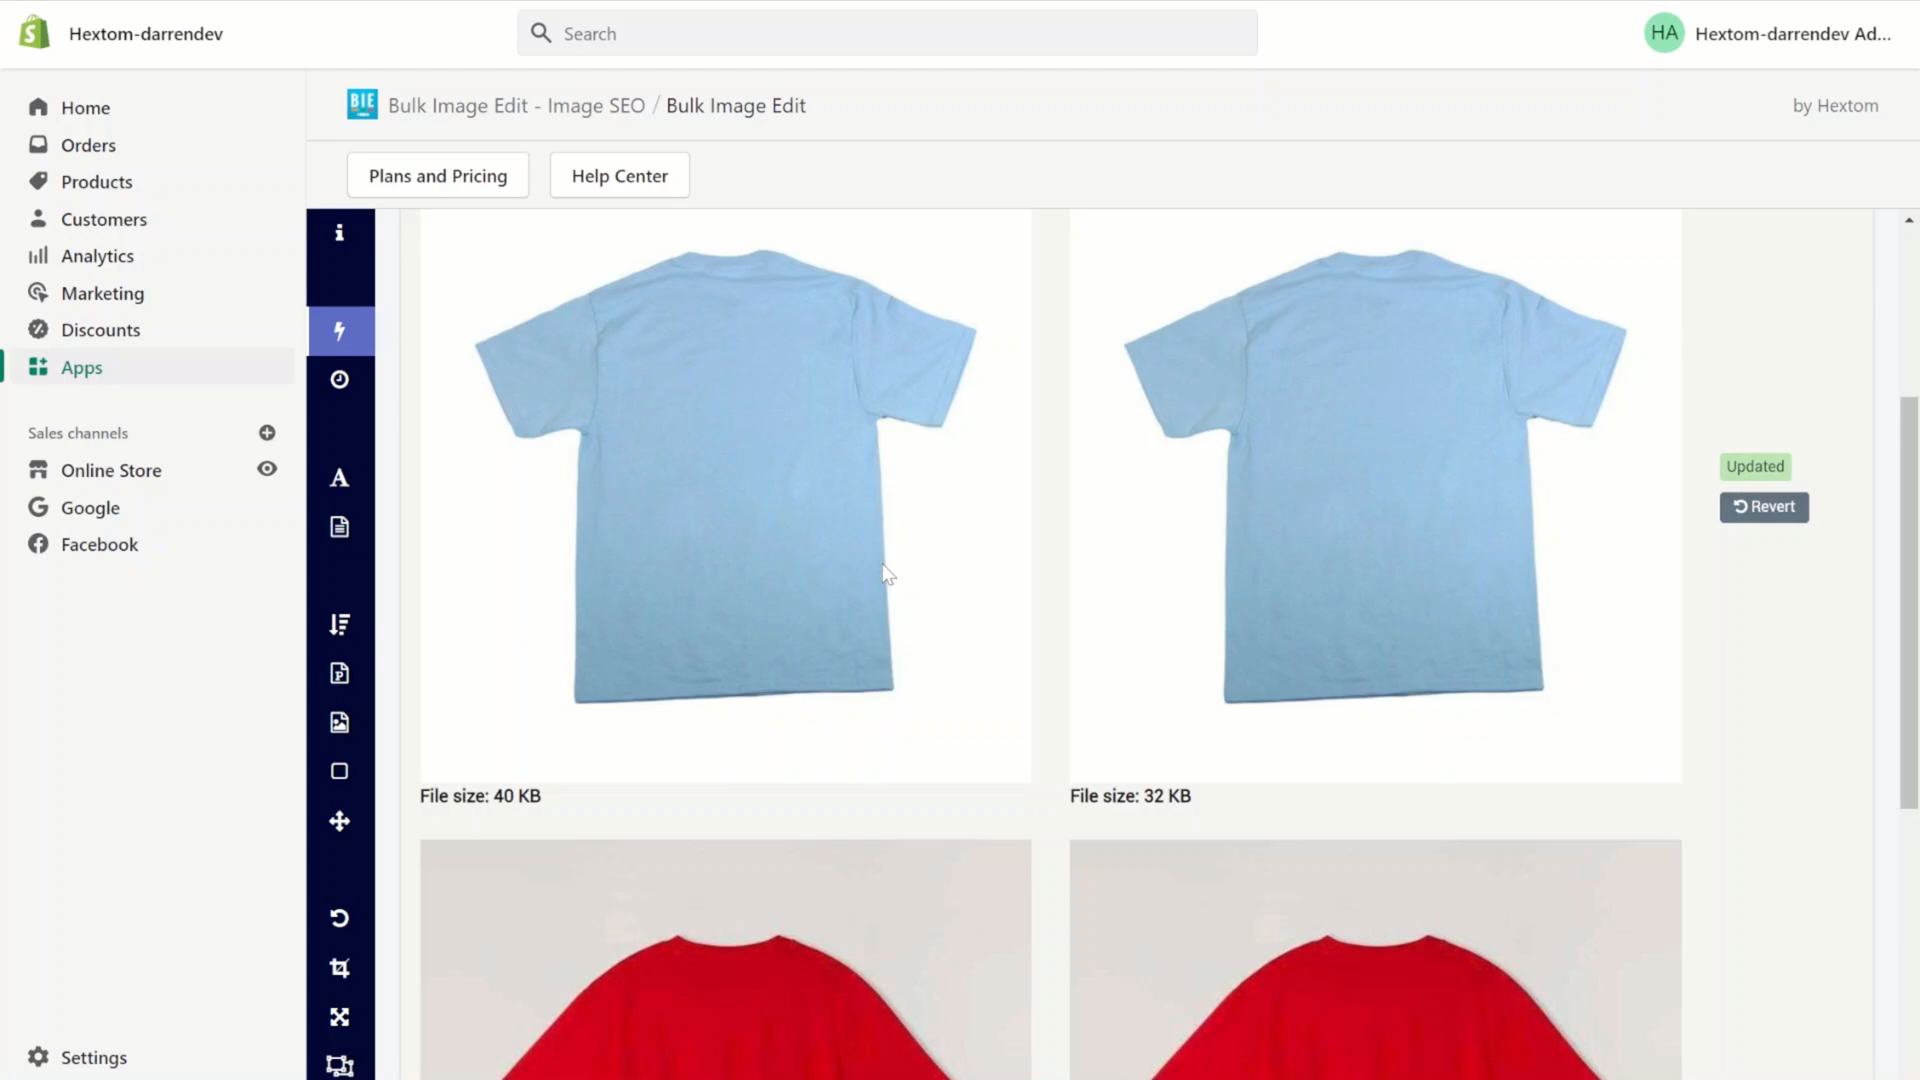 Hextom-darrendev
Search
HA
Hextom-darrendev Ad...
Home
Orders
Products
Customers
Analytics
Marketing
Discounts
Apps
Sales channels
Online Store
Google
Facebook
Settings
BIE
Bulk Image Edit - Image SEO / Bulk Image Edit
by Hextom
Plans and Pricing
Help Center
Updated
Revert
File size: 40 KB
File size: 32 KB